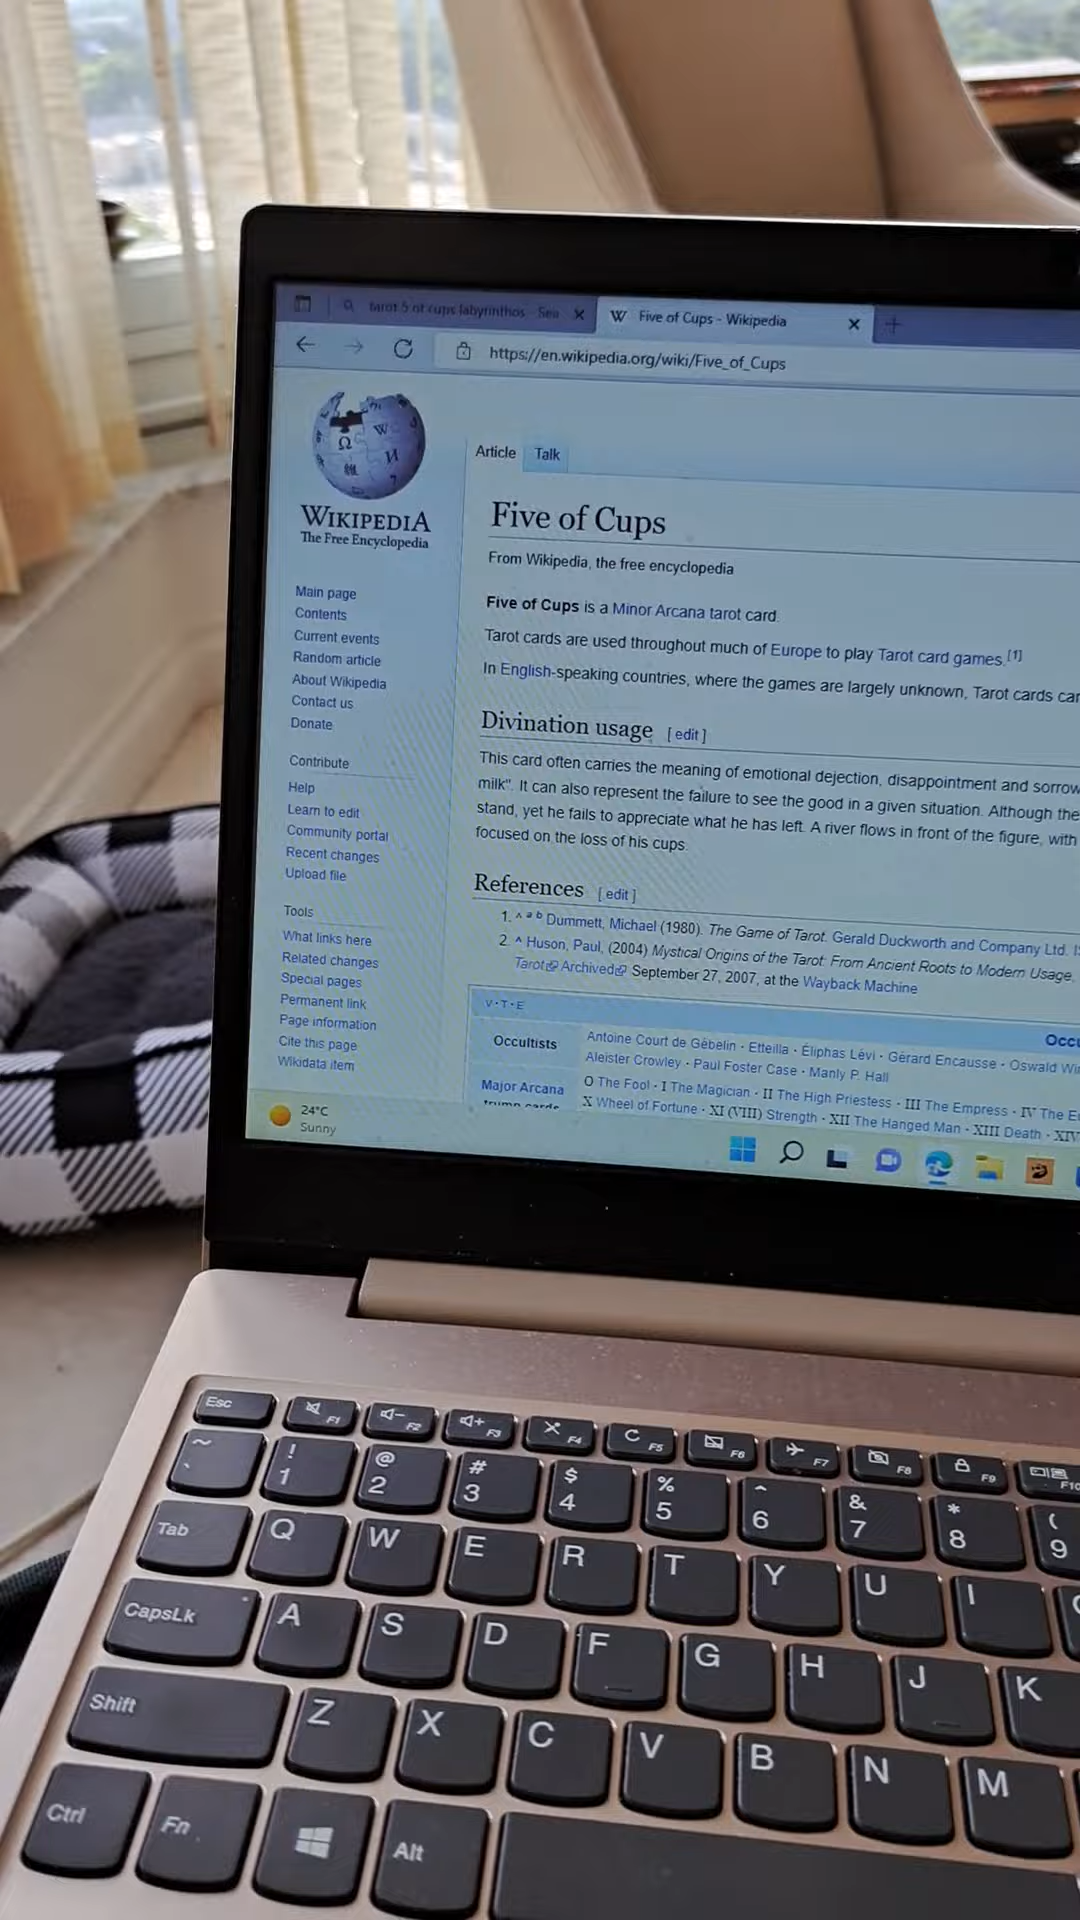 tarot 5 of cups labyrinthos - Sea
Five of Cups - Wikipedia
https://en.wikipedia.org/wiki/Five_of_Cups
Ω W И
WIKIPEDIA
The Free Encyclopedia
Main page
Contents
Current events
Random article
About Wikipedia
Contact us
Donate
Contribute
Help
Learn to edit
Community portal
Recent changes
Upload file
Tools
What links here
Related changes
Special pages
Permanent link
Page information
Cite this page
Wikidata item
Article Talk
Five of Cups
From Wikipedia, the free encyclopedia
Five of Cups is a Minor Arcana tarot card.
Tarot cards are used throughout much of Europe to play Tarot card games.[1]
In English-speaking countries, where the games are largely unknown, Tarot cards car
Divination usage [ edit ]
This card often carries the meaning of emotional dejection, disappointment and sorrow
milk". It can also represent the failure to see the good in a given situation. Although the
stand, yet he fails to appreciate what he has left. A river flows in front of the figure, with
focused on the loss of his cups.
References [ edit ]
1. ^ a b Dummett, Michael (1980). The Game of Tarot. Gerald Duckworth and Company Ltd.
2. ^ Huson, Paul, (2004) Mystical Origins of the Tarot: From Ancient Roots to Modern Usage,
Tarot Archived September 27, 2007, at the Wayback Machine
V·T·E
Occu
Occultists
Antoine Court de Gébelin · Etteilla · Éliphas Lévi · Gérard Encausse · Oswald Wir
Aleister Crowley · Paul Foster Case · Manly P. Hall
Major Arcana
trump cards
0 The Fool · I The Magician · II The High Priestess · III The Empress · IV The E
X Wheel of Fortune · XI (VIII) Strength · XII The Hanged Man · XIII Death · XIV
24°C
Sunny
Esc F1 F2 F3 F4 F5 F6 F7 F8 F9 F10
~ ! @ # $ % ^ & * (
` 1 2 3 4 5 6 7 8 9
Tab Q W E R T Y U I
CapsLk A S D F G H J K
Shift Z X C V B N M
Ctrl Fn Alt